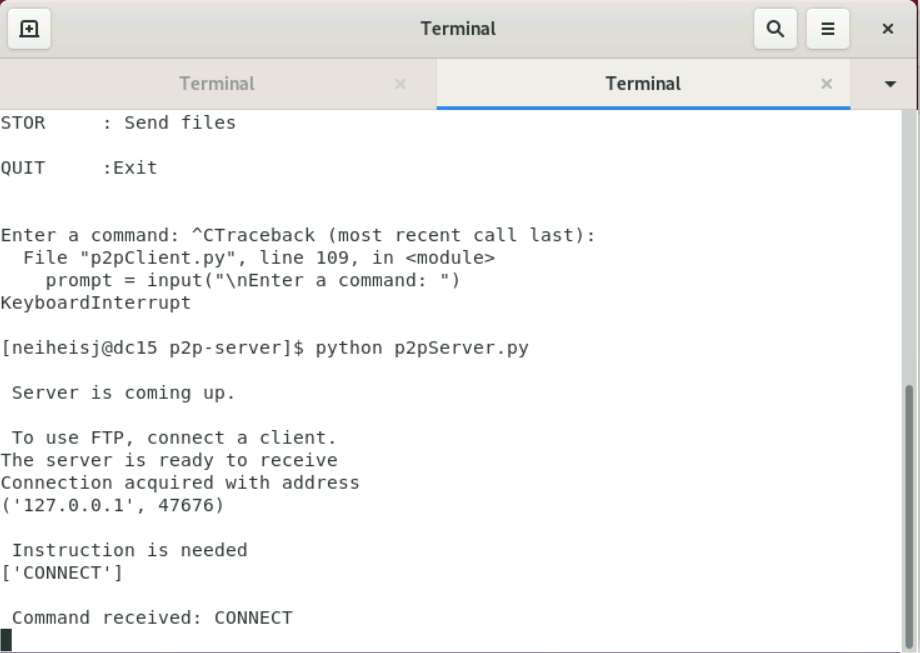 Terminal
Terminal
Terminal
STOR     : Send files
QUIT     :Exit
Enter a command: ^CTraceback (most recent call last):
  File "p2pClient.py", line 109, in <module>
    prompt = input("\nEnter a command: ")
KeyboardInterrupt
[neiheisj@dc15 p2p-server]$ python p2pServer.py
 Server is coming up.
 To use FTP, connect a client.
The server is ready to receive
Connection acquired with address
('127.0.0.1', 47676)
 Instruction is needed
['CONNECT']
 Command received: CONNECT